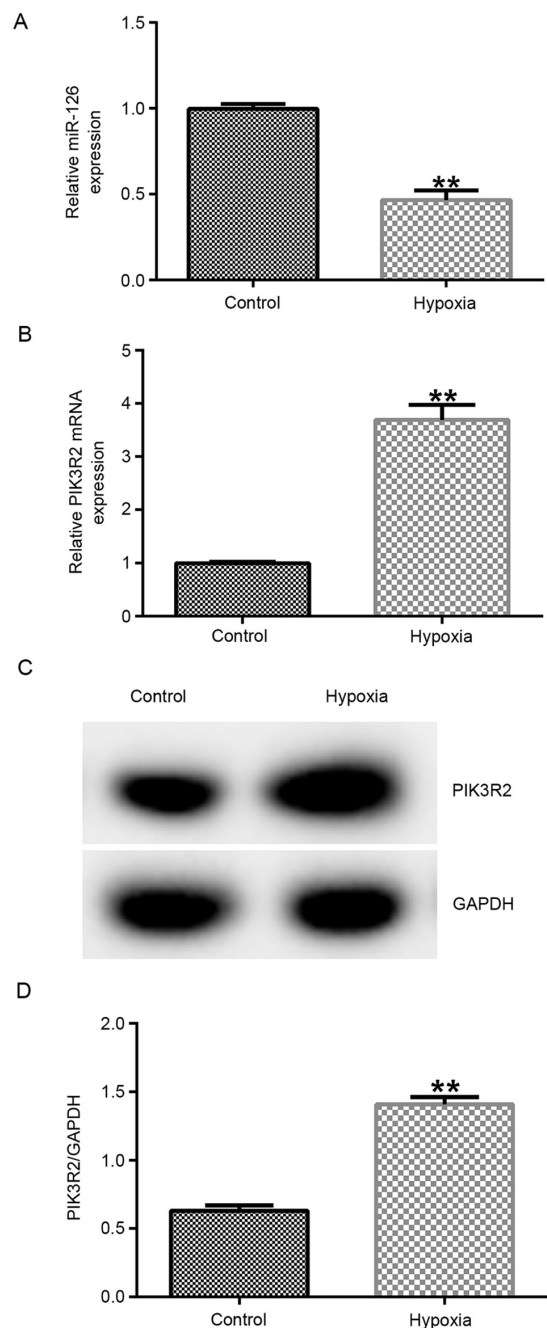 A
Relative miR-126
expression
1.5
1.0
0.5
0.0
**
Control Hypoxia
B
Relative PIK3R2 mRNA
expression
5
4
3
2
1
0
**
Control Hypoxia
C
Control Hypoxia
PIK3R2
GAPDH
D
PIK3R2/GAPDH
2.0
1.5
1.0
0.5
0.0
**
Control Hypoxia